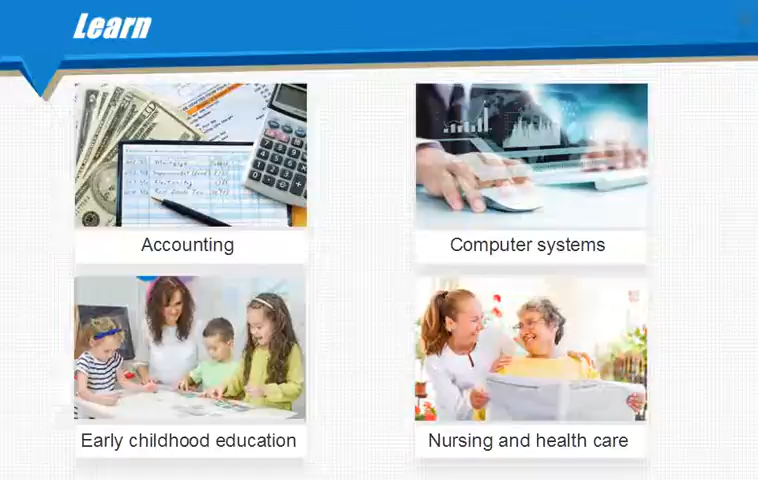 Learn
Accounting
Computer systems
Early childhood education
Nursing and health care